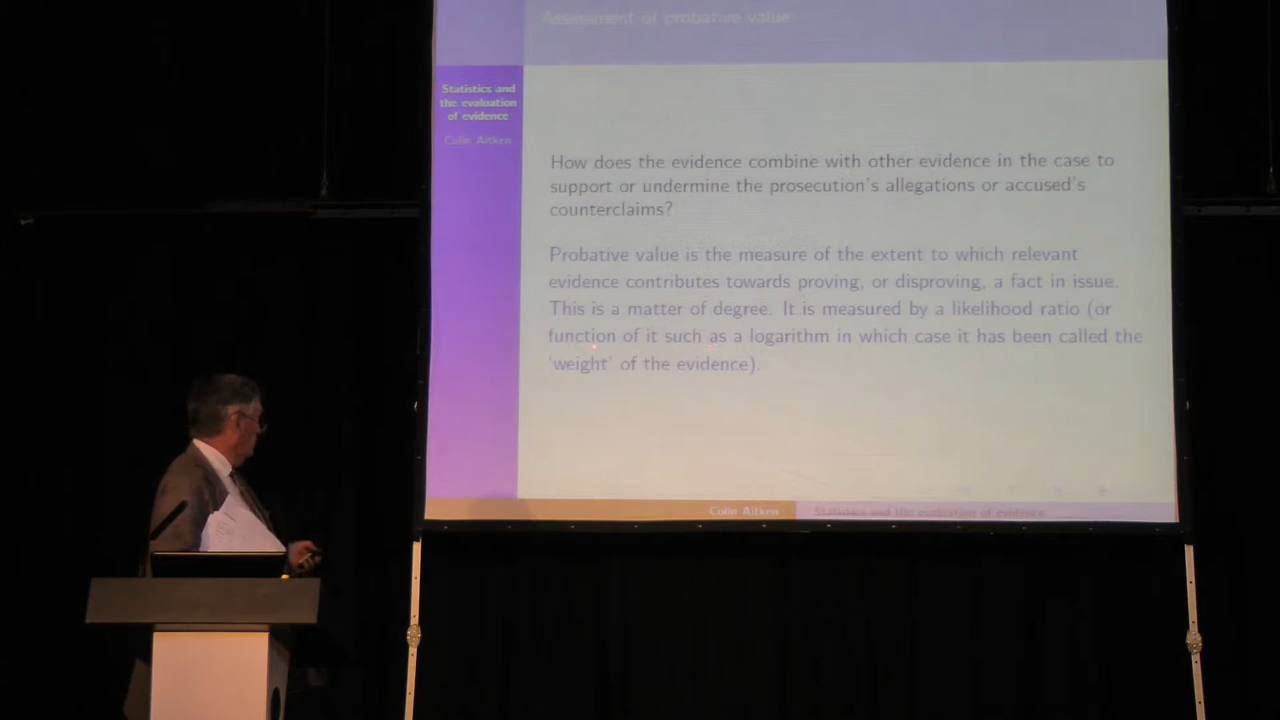 Assessment of probative value
Statistics and
the evaluation
of evidence
Colin Aitken
How does the evidence combine with other evidence in the case to
support or undermine the prosecution's allegations or accused's
counterclaims?
Probative value is the measure of the extent to which relevant
evidence contributes towards proving, or disproving, a fact in issue.
This is a matter of degree. It is measured by a likelihood ratio (or
function of it such as a logarithm in which case it has been called the
'weight' of the evidence).
Colin Aitken
Statistics and the evaluation of evidence